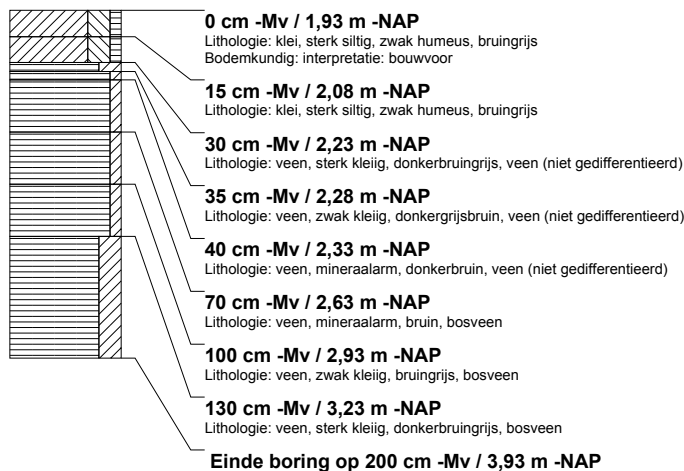 0 cm -Mv / 1,93 m -NAP
Lithologie: klei, sterk siltig, zwak humeus, bruingrijs
Bodemkundig: interpretatie: bouwvoor
15 cm -Mv / 2,08 m -NAP
Lithologie: klei, sterk siltig, zwak humeus, bruingrijs
30 cm -Mv / 2,23 m -NAP
Lithologie: veen, sterk kleiig, donkerbruingrijs, veen (niet gedifferentieerd)
35 cm -Mv / 2,28 m -NAP
Lithologie: veen, zwak kleiig, donkergrijsbruin, veen (niet gedifferentieerd)
40 cm -Mv / 2,33 m -NAP
Lithologie: veen, mineraalarm, donkerbruin, veen (niet gedifferentieerd)
70 cm -Mv / 2,63 m -NAP
Lithologie: veen, mineraalarm, bruin, bosveen
100 cm -Mv / 2,93 m -NAP
Lithologie: veen, zwak kleiig, bruingrijs, bosveen
130 cm -Mv / 3,23 m -NAP
Lithologie: veen, sterk kleiig, donkerbruingrijs, bosveen
Einde boring op 200 cm -Mv / 3,93 m -NAP